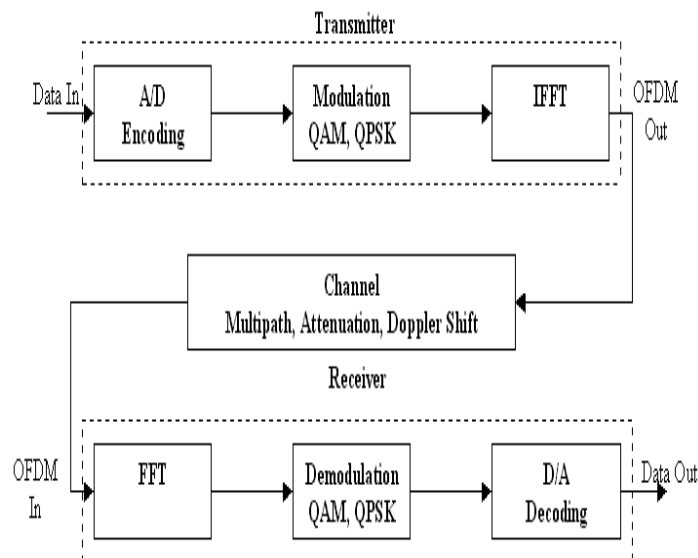 Transmitter
Data In
A/D
Encoding
Modulation
QAM, QPSK
IFFT
OFDM
Out
Channel
Multipath, Attenuation, Doppler Shift
Receiver
OFDM
In
FFT
Demodulation
QAM, QPSK
D/A
Decoding
Data Out